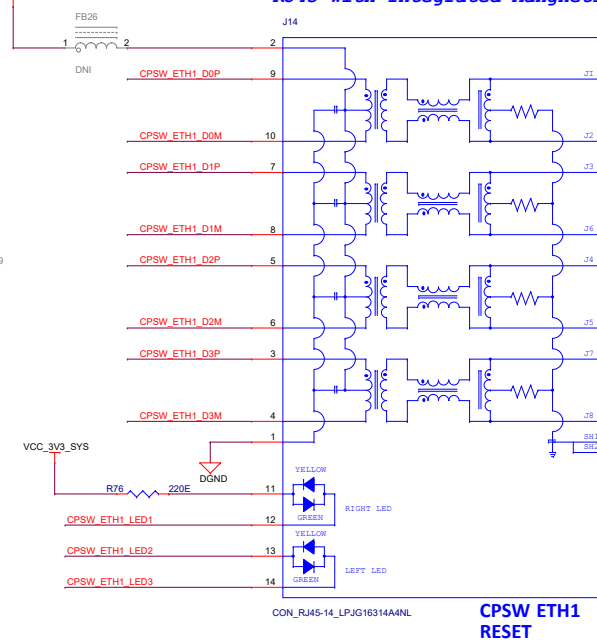 FB26
J14
1
2
2
DNI
CPSW_ETH1_D0P
9
J1
CPSW_ETH1_D0M
10
J2
CPSW_ETH1_D1P
7
J3
CPSW_ETH1_D1M
8
J6
CPSW_ETH1_D2P
5
J4
CPSW_ETH1_D2M
6
J5
CPSW_ETH1_D3P
3
J7
CPSW_ETH1_D3M
4
J8
1
SH1
SH2
VCC_3V3_SYS
DGND
YELLOW
R76
220E
11
GREEN
RIGHT LED
CPSW_ETH1_LED1
12
YELLOW
CPSW_ETH1_LED2
13
GREEN
LEFT LED
CPSW_ETH1_LED3
14
CON_RJ45-14_LPJG16314A4NL
CPSW ETH1
RESET